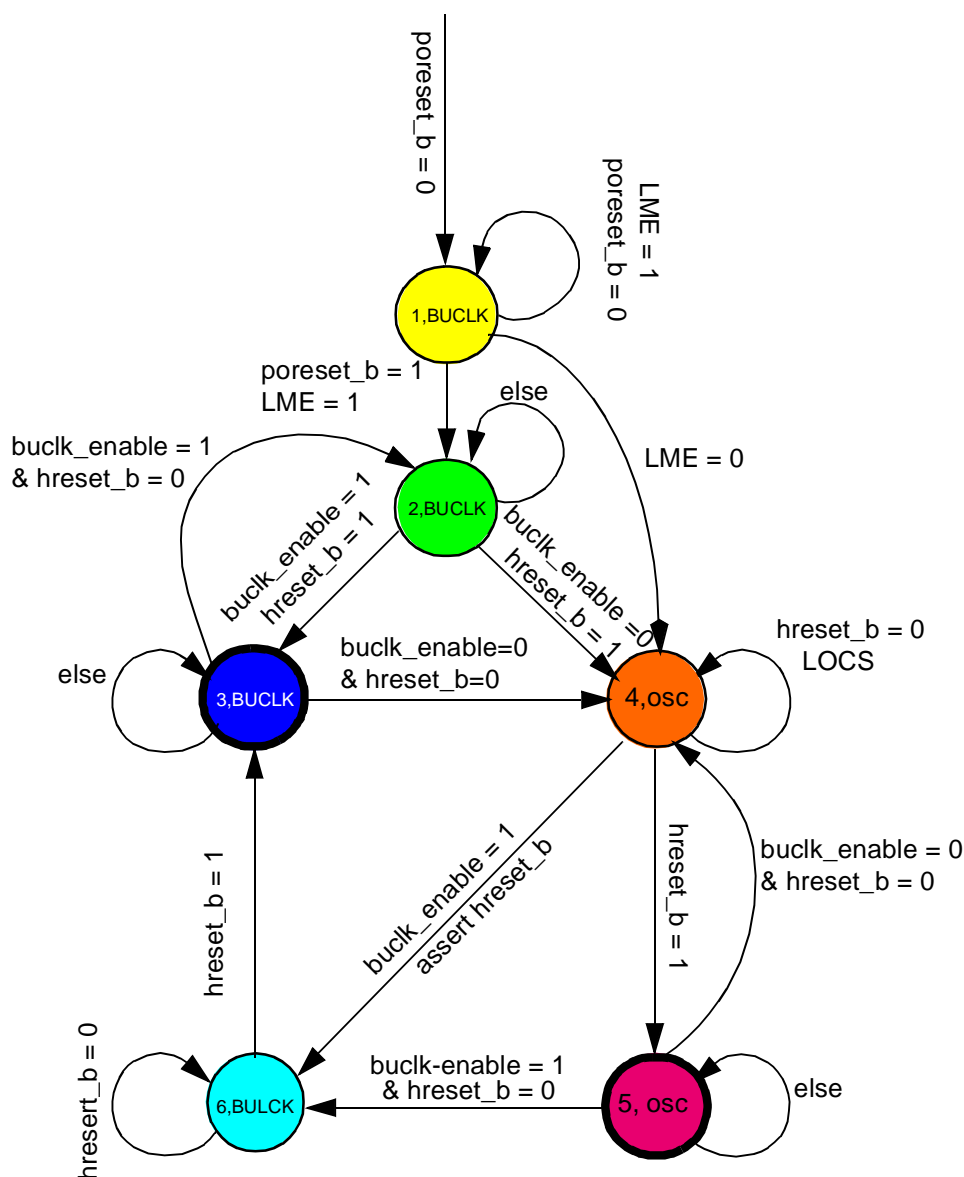 poreset_b = 0
LME = 1
poreset_b = 0
1,BUCLK
poreset_b = 1
LME = 1
else
LME = 0
buclk_enable = 1
& hreset_b = 0
2,BUCLK
buclk_enable = 1
hreset_b = 1
buclk_enable =0
hreset_b = 1
hreset_b = 0
LOCS
else
3,BUCLK
buclk_enable=0
& hreset_b=0
4,osc
hreset_b = 1
buclk_enable = 1
assert hreset_b
hreset_b = 1
buclk_enable = 0
& hreset_b = 0
hresert_b = 0
6,BULCK
buclk-enable = 1
& hreset_b = 0
5, osc
else